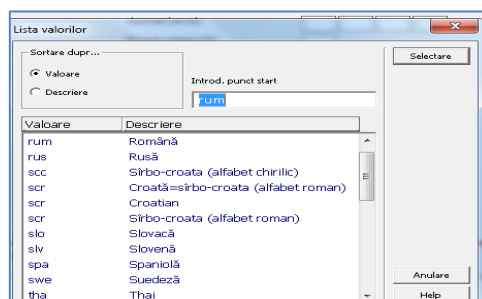 Lista valorilor
Sortare dupr...
Valoare
Descriere
Introd. punct start
rum
Selectare
Valoare Descriere
rum Română
rus Rusă
scc Sîrbo-croata (alfabet chirilic)
scr Croată=sîrbo-croata (alfabet roman)
scr Croatian
scr Sîrbo-croata (alfabet roman)
slo Slovacă
slv Slovenă
spa Spaniolă
swe Suedeză
tha Thai
Anulare
Help